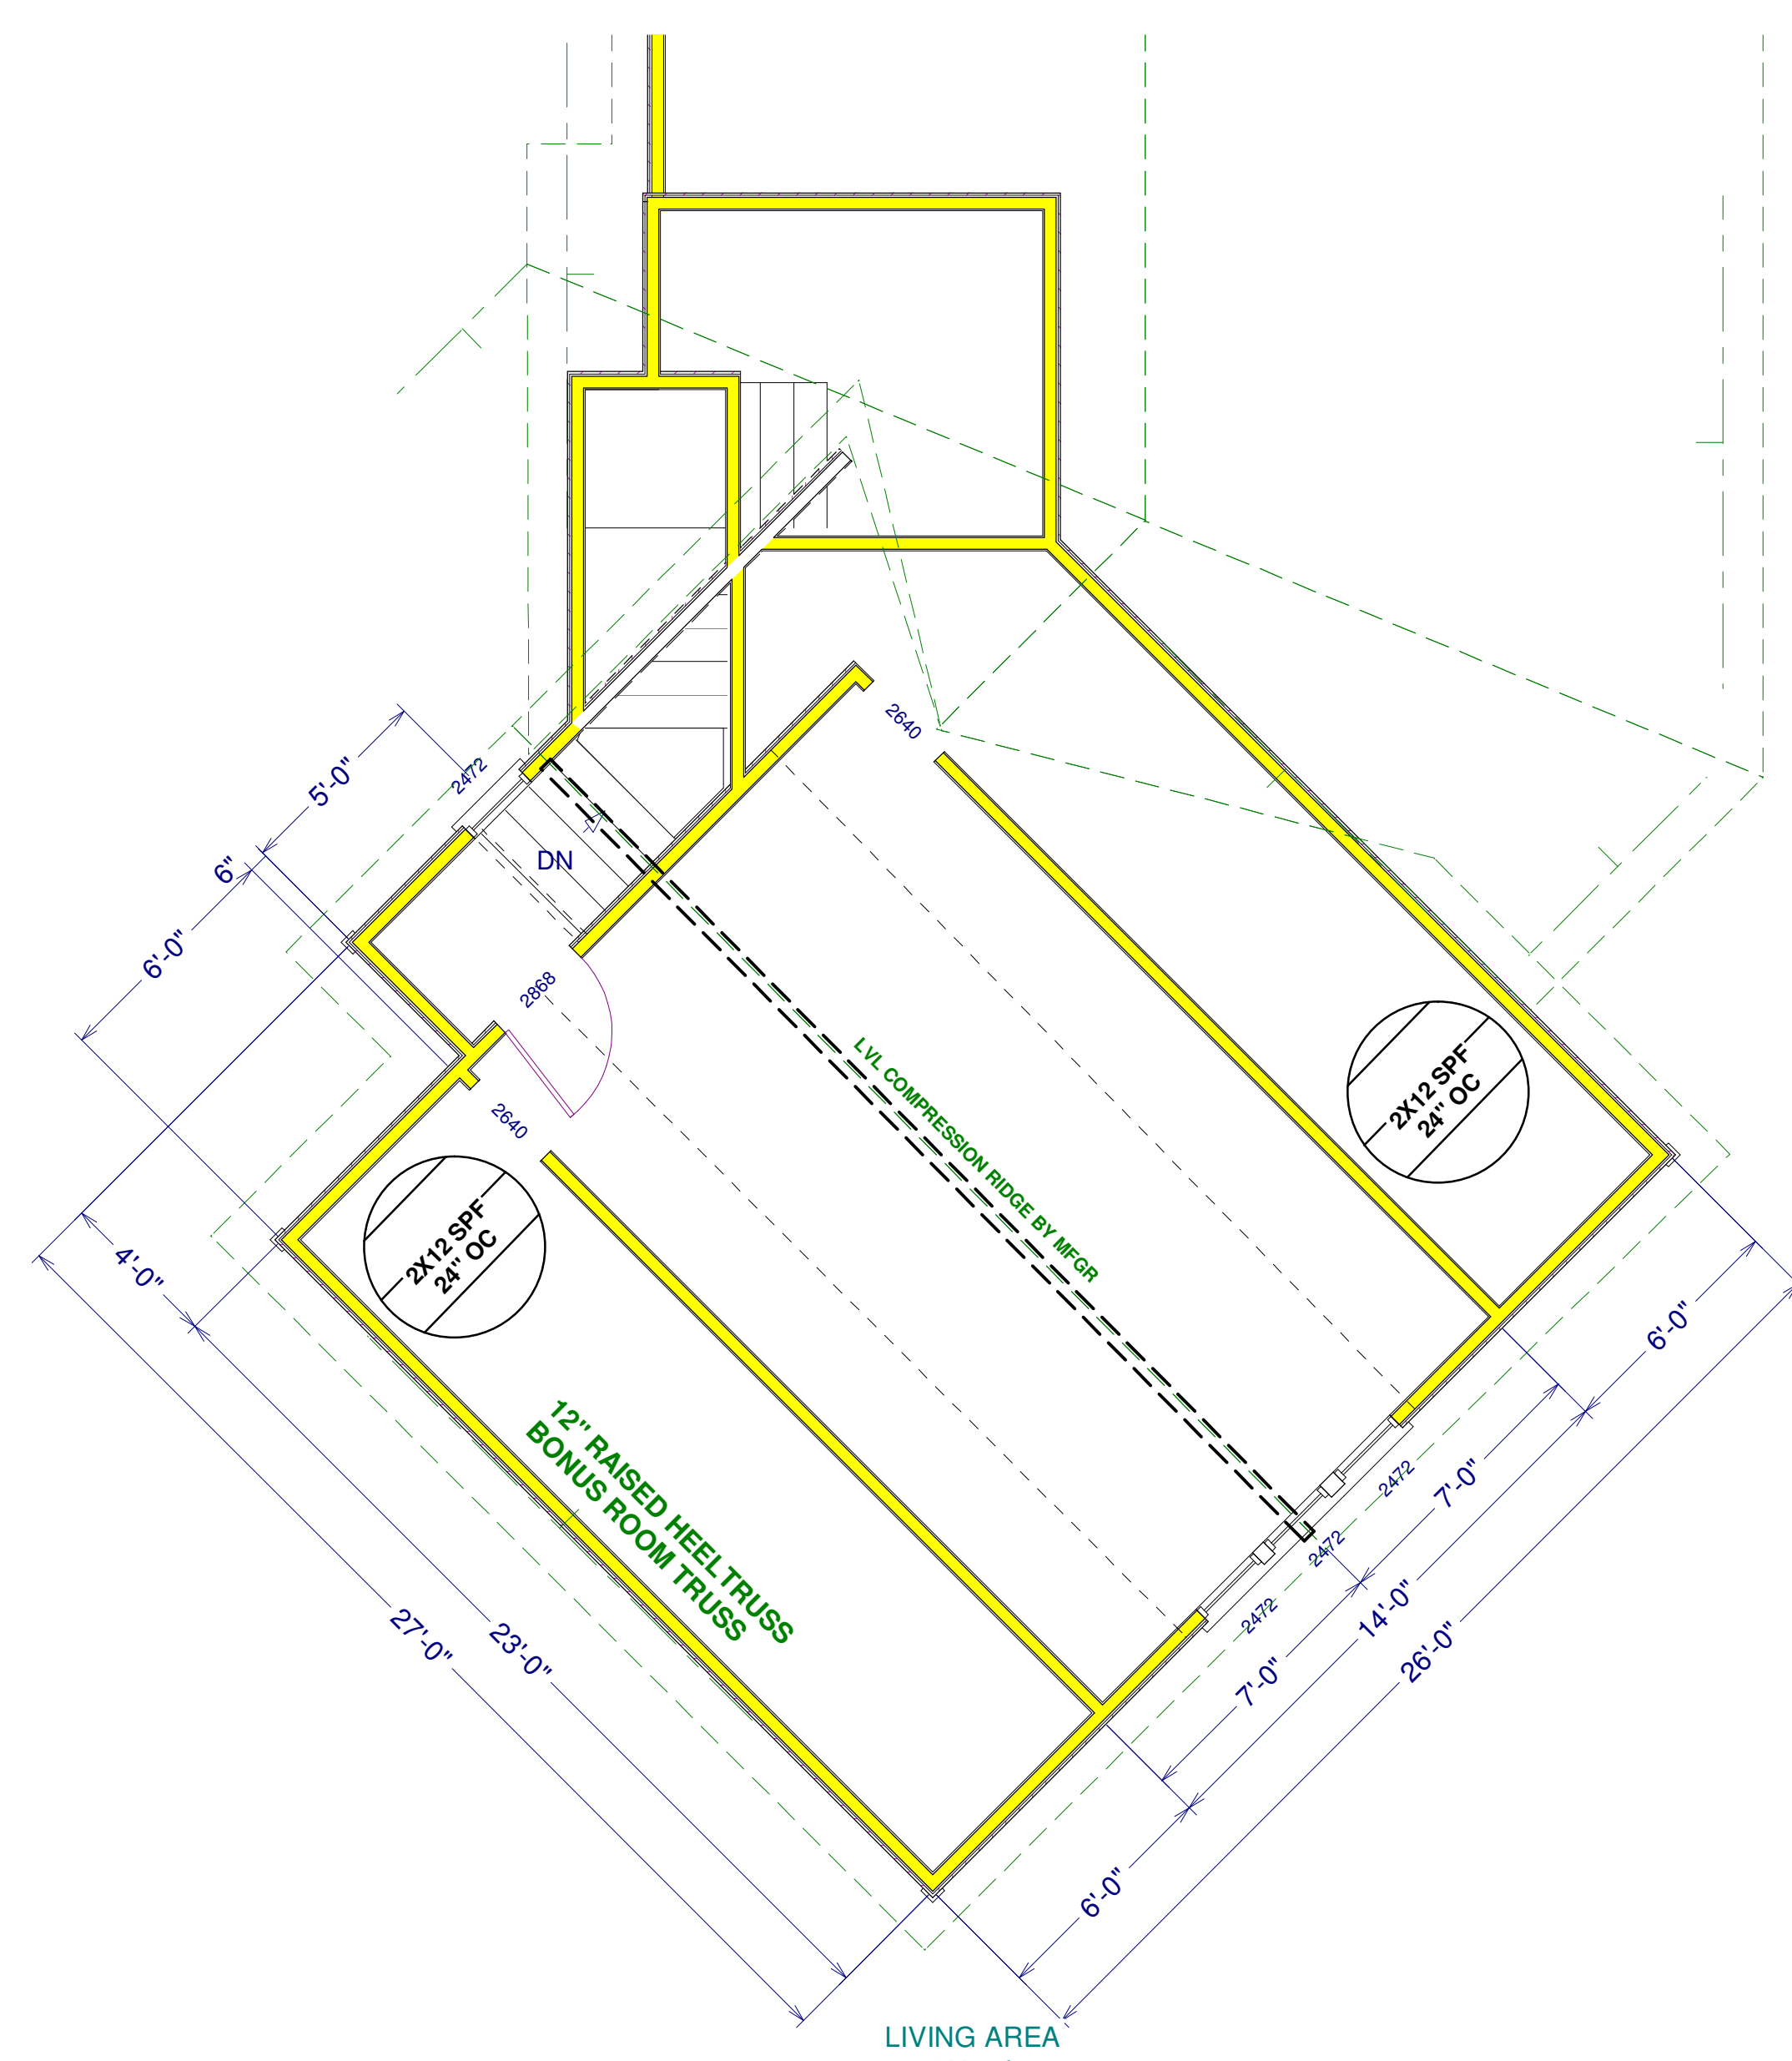 2640
5'-0"
2472
6"
DN
6'-0"
2868
LVL COMPRESSION RIDGE BY MFGR
2X12 SPF
24" OC
2640
2X12 SPF
24" OC
4'-0"
6'-0"
12" RAISED HEELTRUSS
BONUS ROOM TRUSS
2472
7'-0"
2472
14'-0"
2472
26'-0"
27'-0"
23'-0"
7'-0"
6'-0"
LIVING AREA